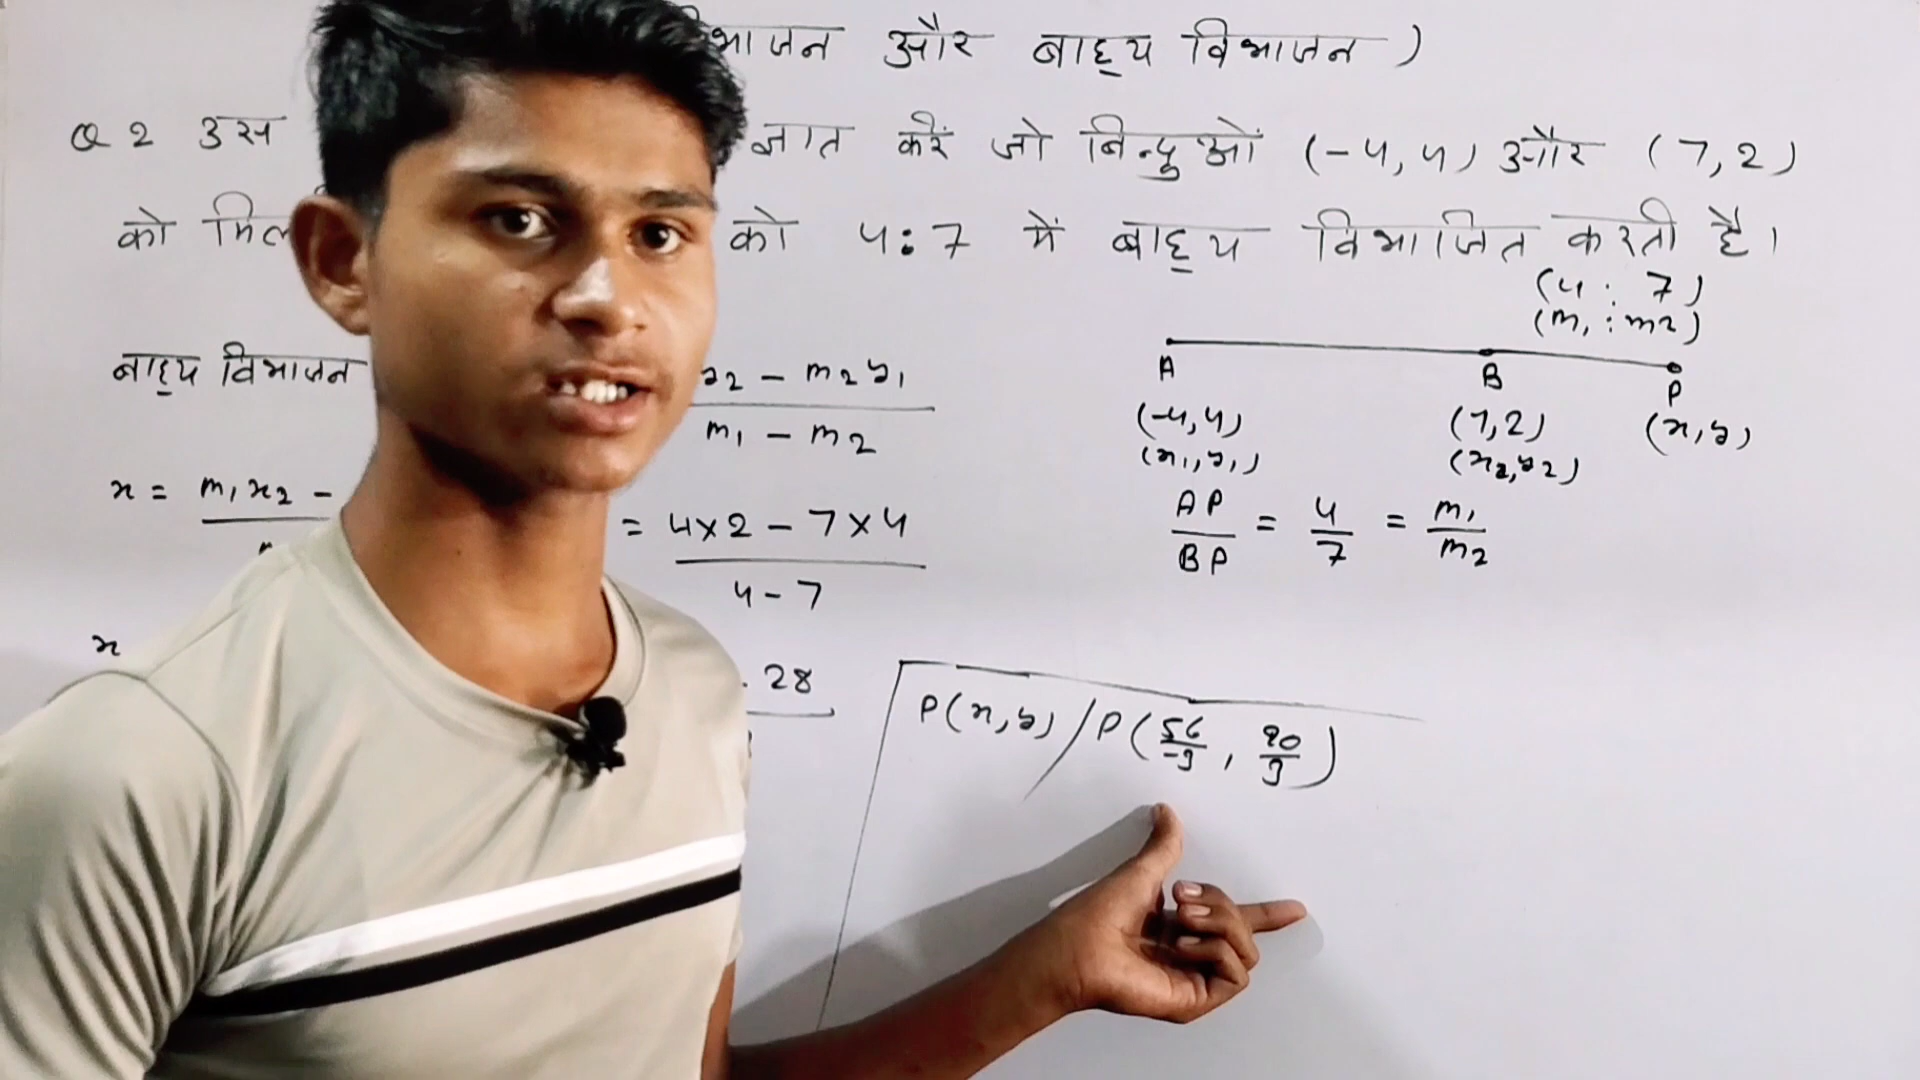 विभाजन और बाह्य विभाजन )
Q 2 उस ज्ञात करें जो बिन्दुओं (-4,4) और (7,2)
को 4:7 में बाह्य विभाजित करती है।
(4 : 7)
(m₁ : m2)
A B P
(-4,4) (7,2) (x,y)
(x₁,y₁) (x2,y2)
AP/BP = 4/7 = m₁/m2
बाह्य विभाजन
y2 - m2y₁
m₁ - m2
x = m₁x2 -
= 4×2 - 7×4
4 - 7
x
28
P(x,y) / P(56/-3, 20/3)